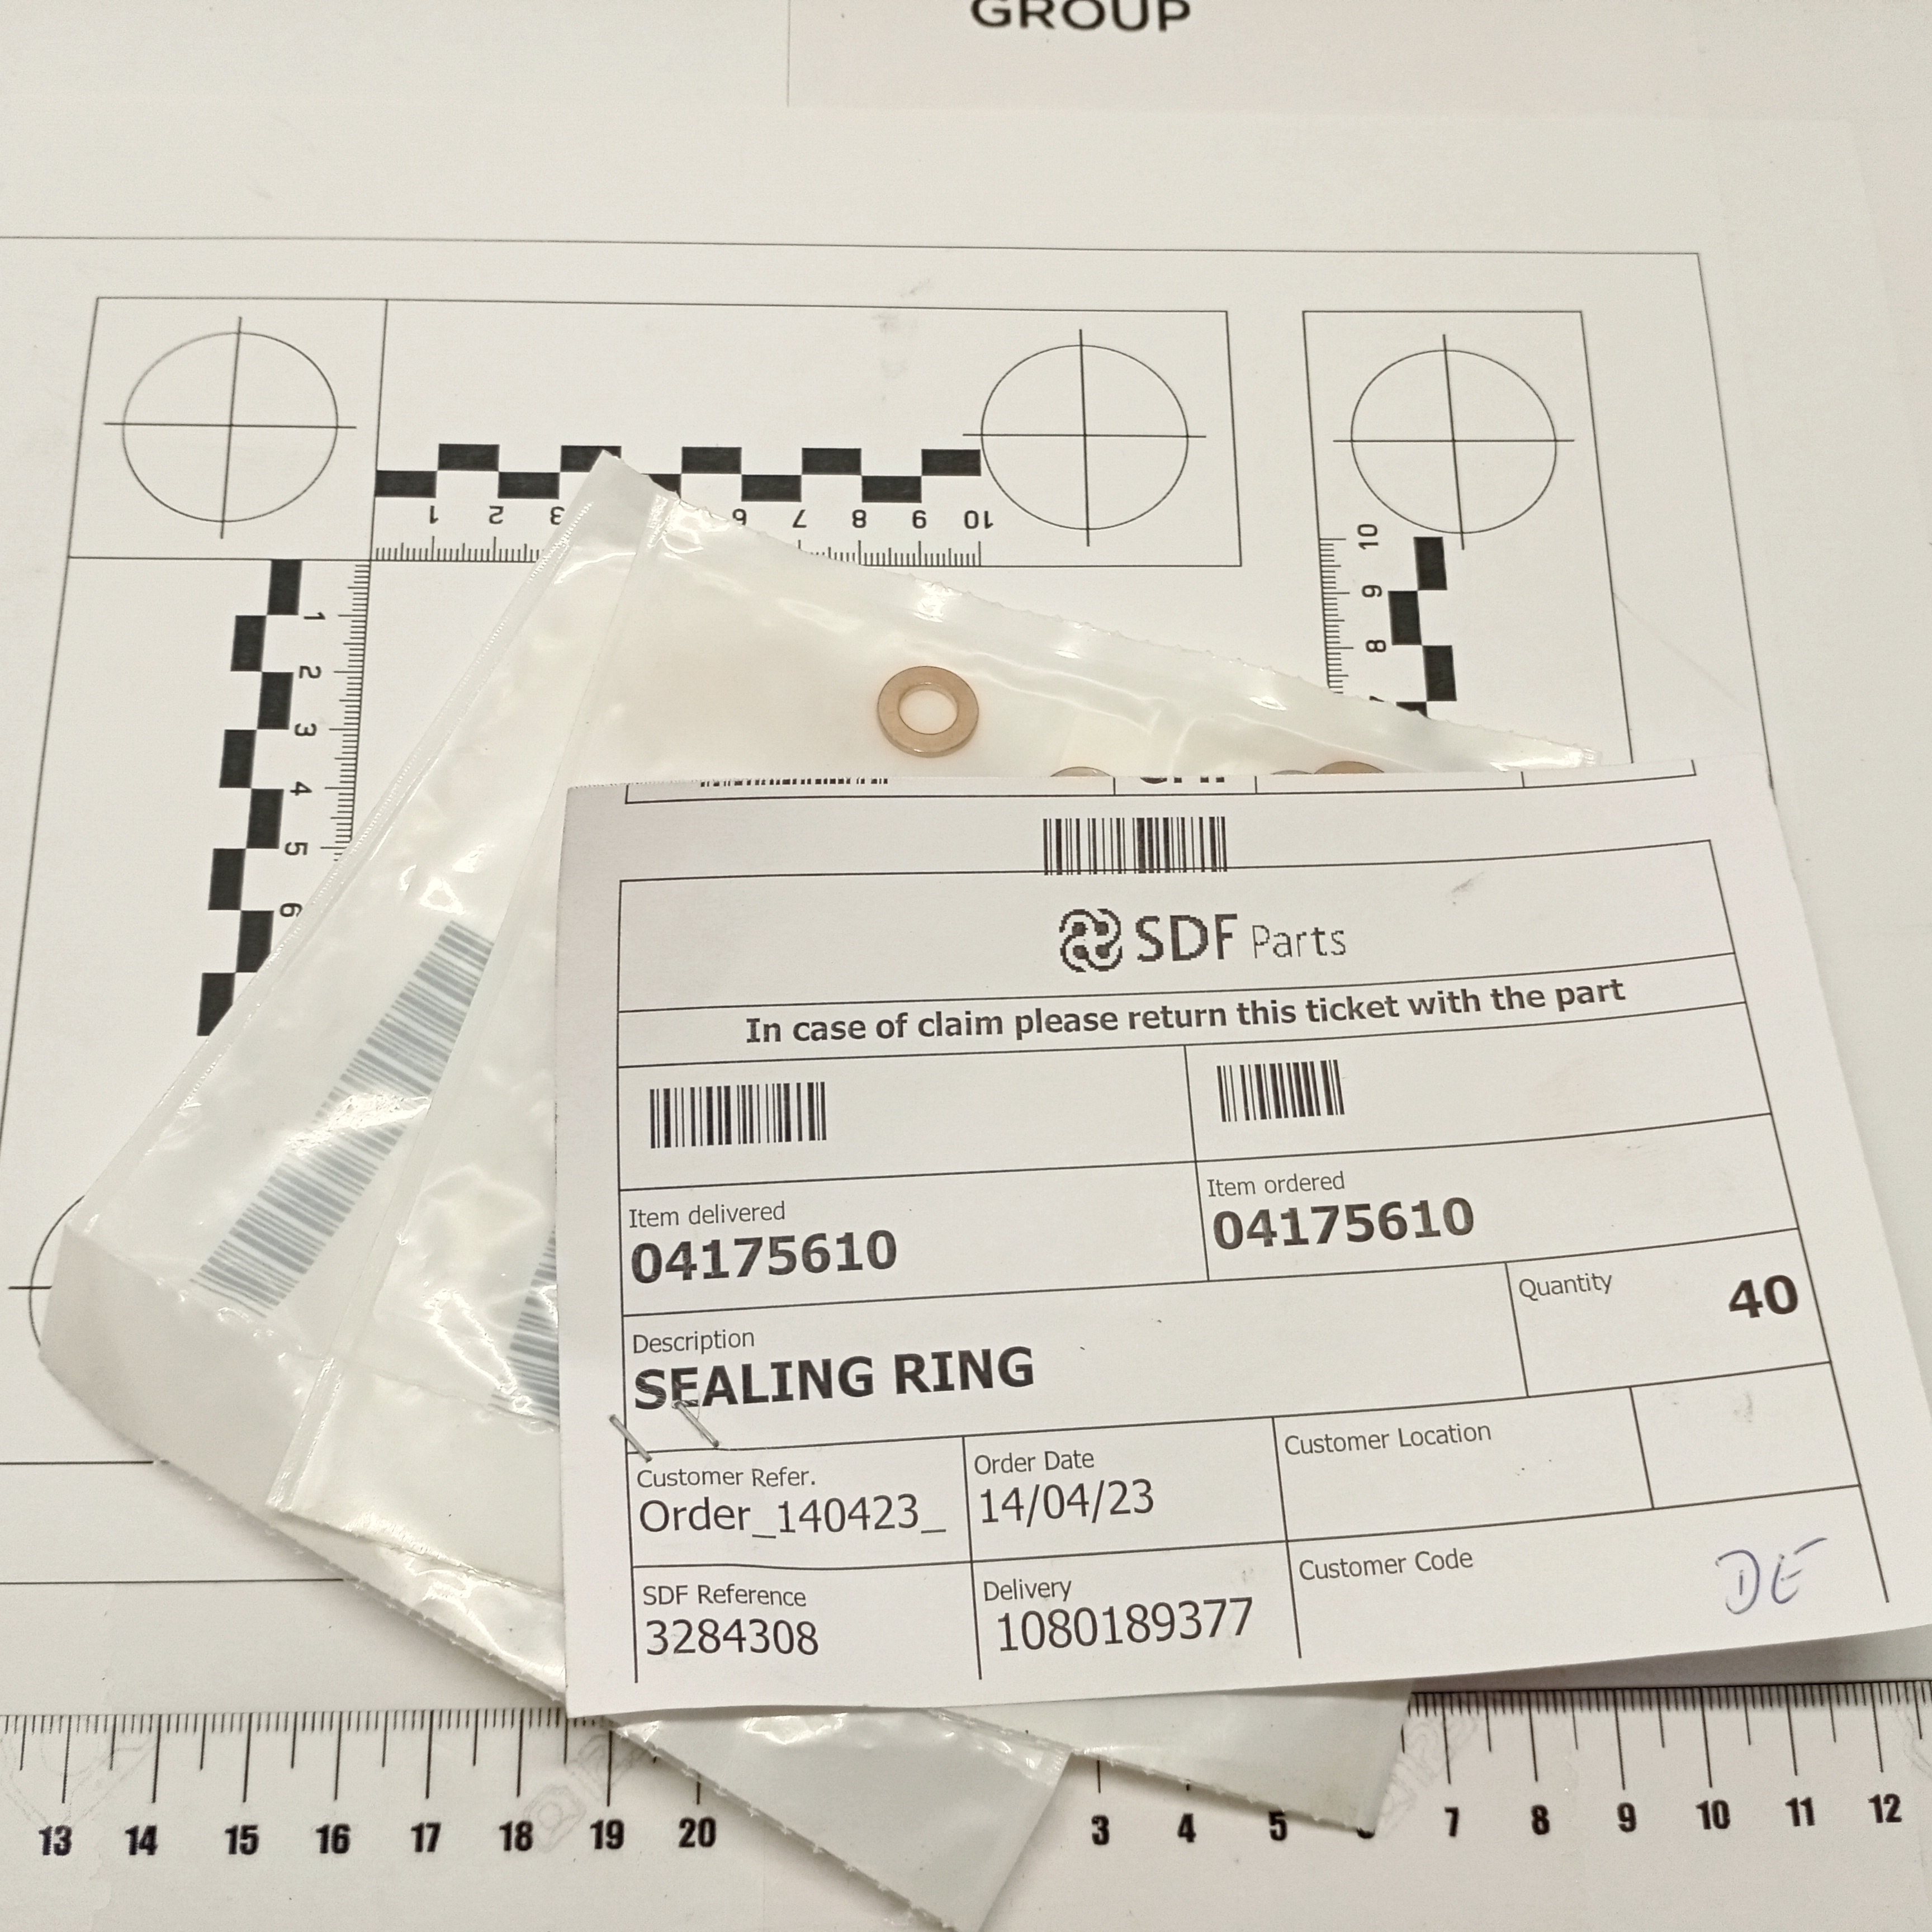 GROUP
1 2 3 6 7 8 9 10
10
9
8
1
2
3
4
5
6
SDF Parts
In case of claim please return this ticket with the part
Item delivered
04175610
Item ordered
04175610
Description
SEALING RING
Quantity
40
Customer Refer.
Order_140423_
Order Date
14/04/23
Customer Location
SDF Reference
3284308
Delivery
1080189377
Customer Code
DE
13 14 15 16 17 18 19 20 3 4 5 7 8 9 10 11 12